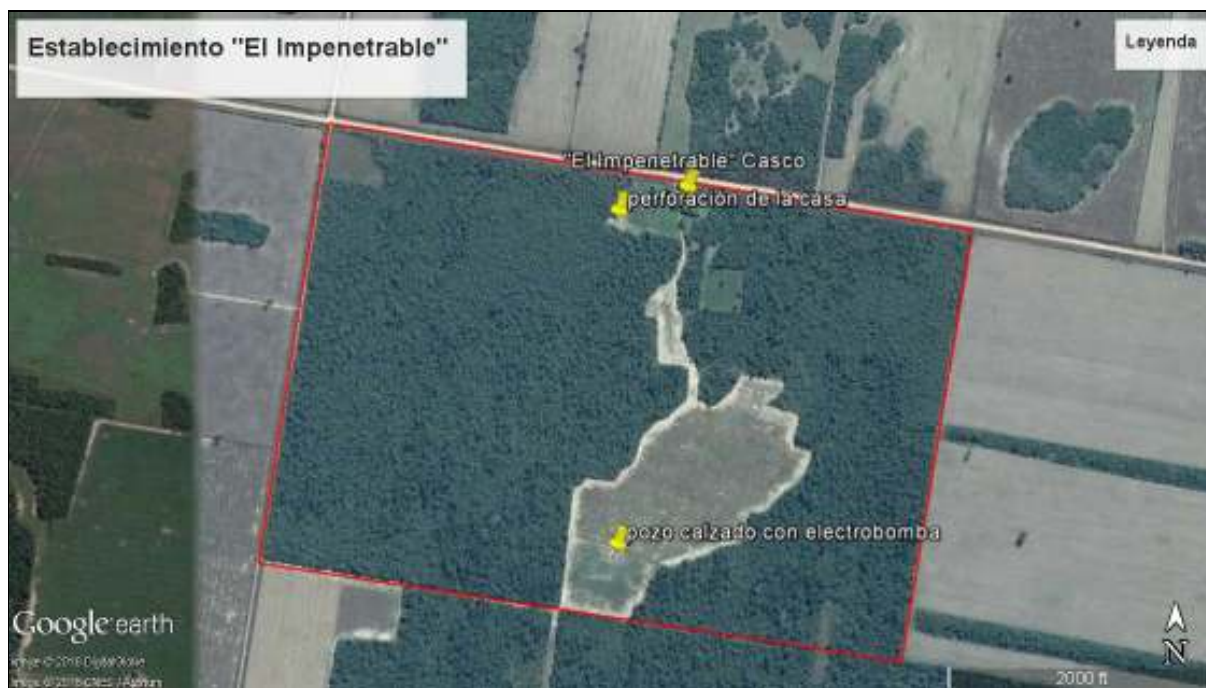 Establecimiento "El Impenetrable"
Leyenda
"El Impenetrable" Casco
perforación de la casa
pozo calzado con electrobomba
Google earth
N
2000 ft